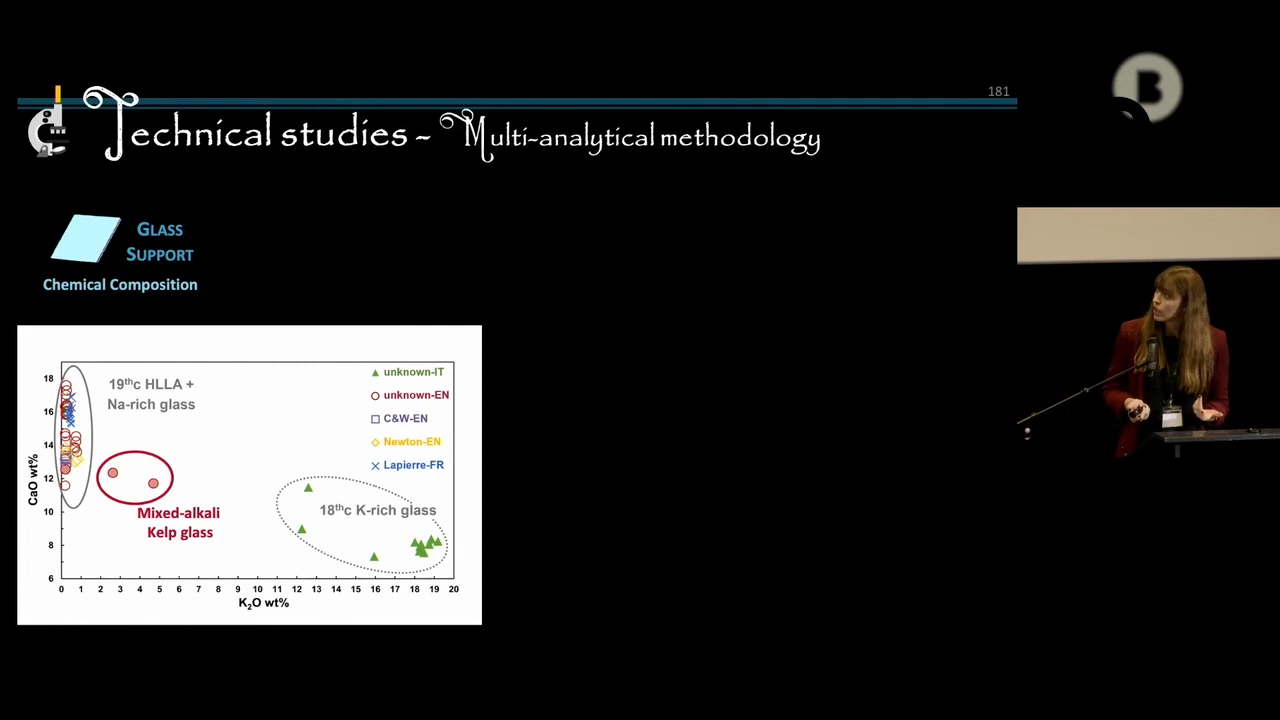 181
Technical studies - Multi-analytical methodology
GLASS
SUPPORT
Chemical Composition
19thc HLLA +
Na-rich glass
unknown-IT
unknown-EN
C&W-EN
Newton-EN
Lapierre-FR
Mixed-alkali
Kelp glass
18thc K-rich glass
CaO wt%
18
16
14
12
10
8
6
0 1 2 3 4 5 6 7 8 9 10 11 12 13 14 15 16 17 18 19 20
K2O wt%
B